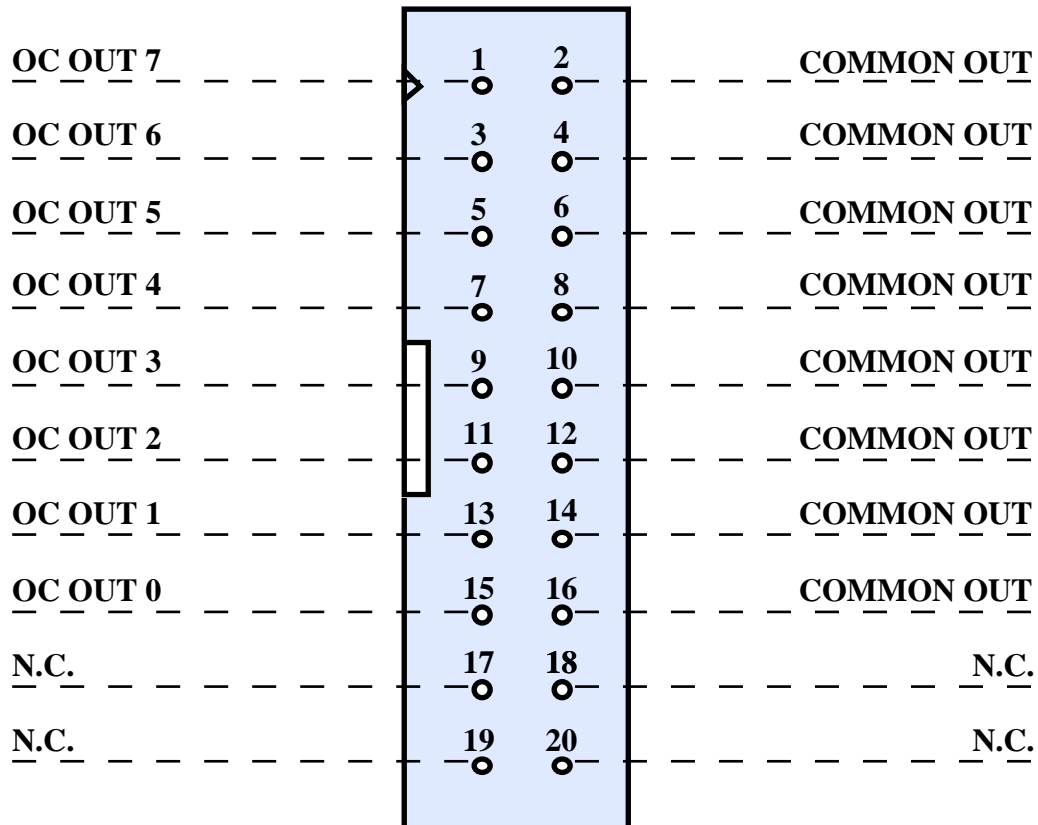 OC OUT 7 1 2 COMMON OUT
OC OUT 6 3 4 COMMON OUT
OC OUT 5 5 6 COMMON OUT
OC OUT 4 7 8 COMMON OUT
OC OUT 3 9 10 COMMON OUT
OC OUT 2 11 12 COMMON OUT
OC OUT 1 13 14 COMMON OUT
OC OUT 0 15 16 COMMON OUT
N.C. 17 18 N.C.
N.C. 19 20 N.C.